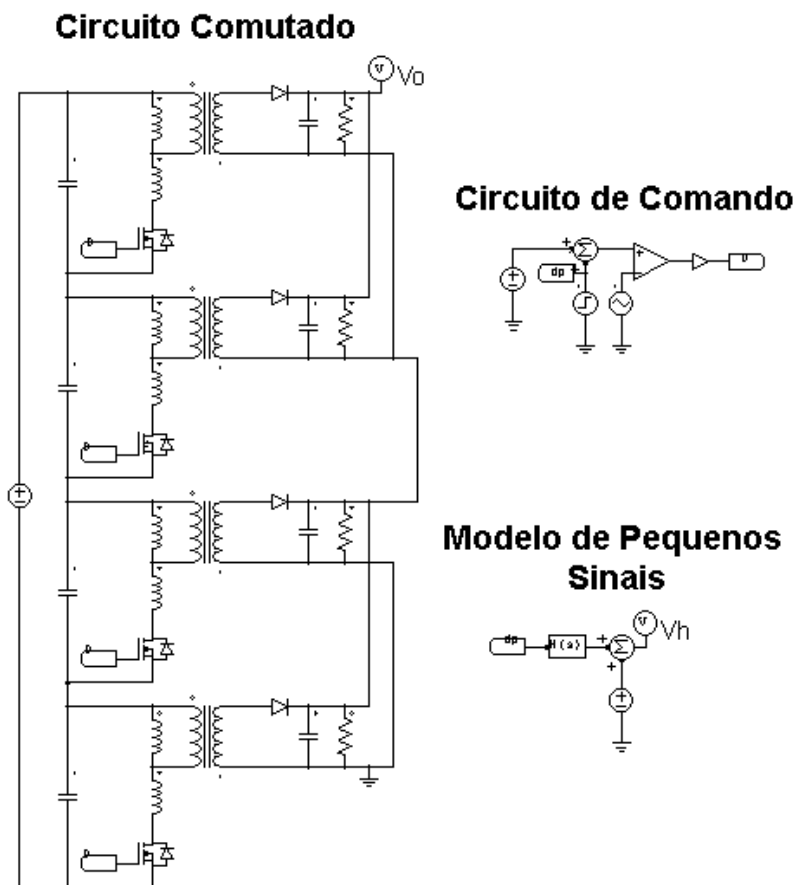 Circuito Comutado
V
Vo
Circuito de Comando
dp
D
Modelo de Pequenos
Sinais
V
Vh
dp
H(s)